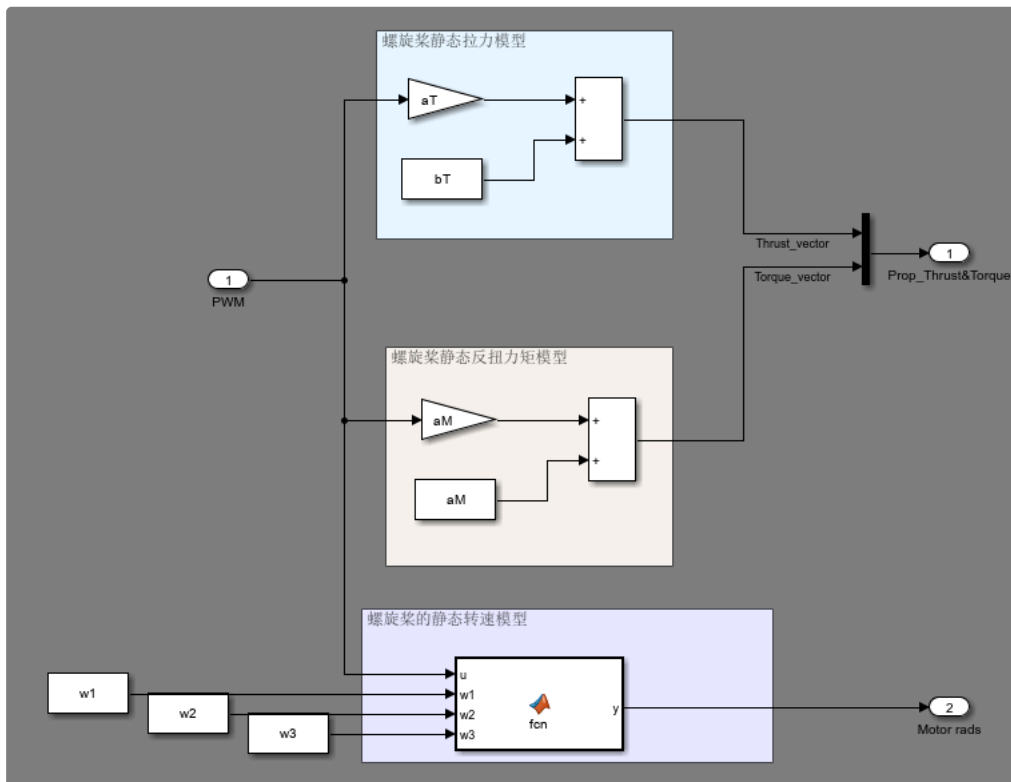 螺旋桨静态拉力模型
aT
+
+
bT
Thrust_vector
1
1
Torque_vector
Prop_Thrust&Torque
PWM
螺旋桨静态反扭力矩模型
aM
+
+
aM
螺旋桨的静态转速模型
u
w1
w1
w2
w2
y
fcn
w3
w3
2
Motor rads